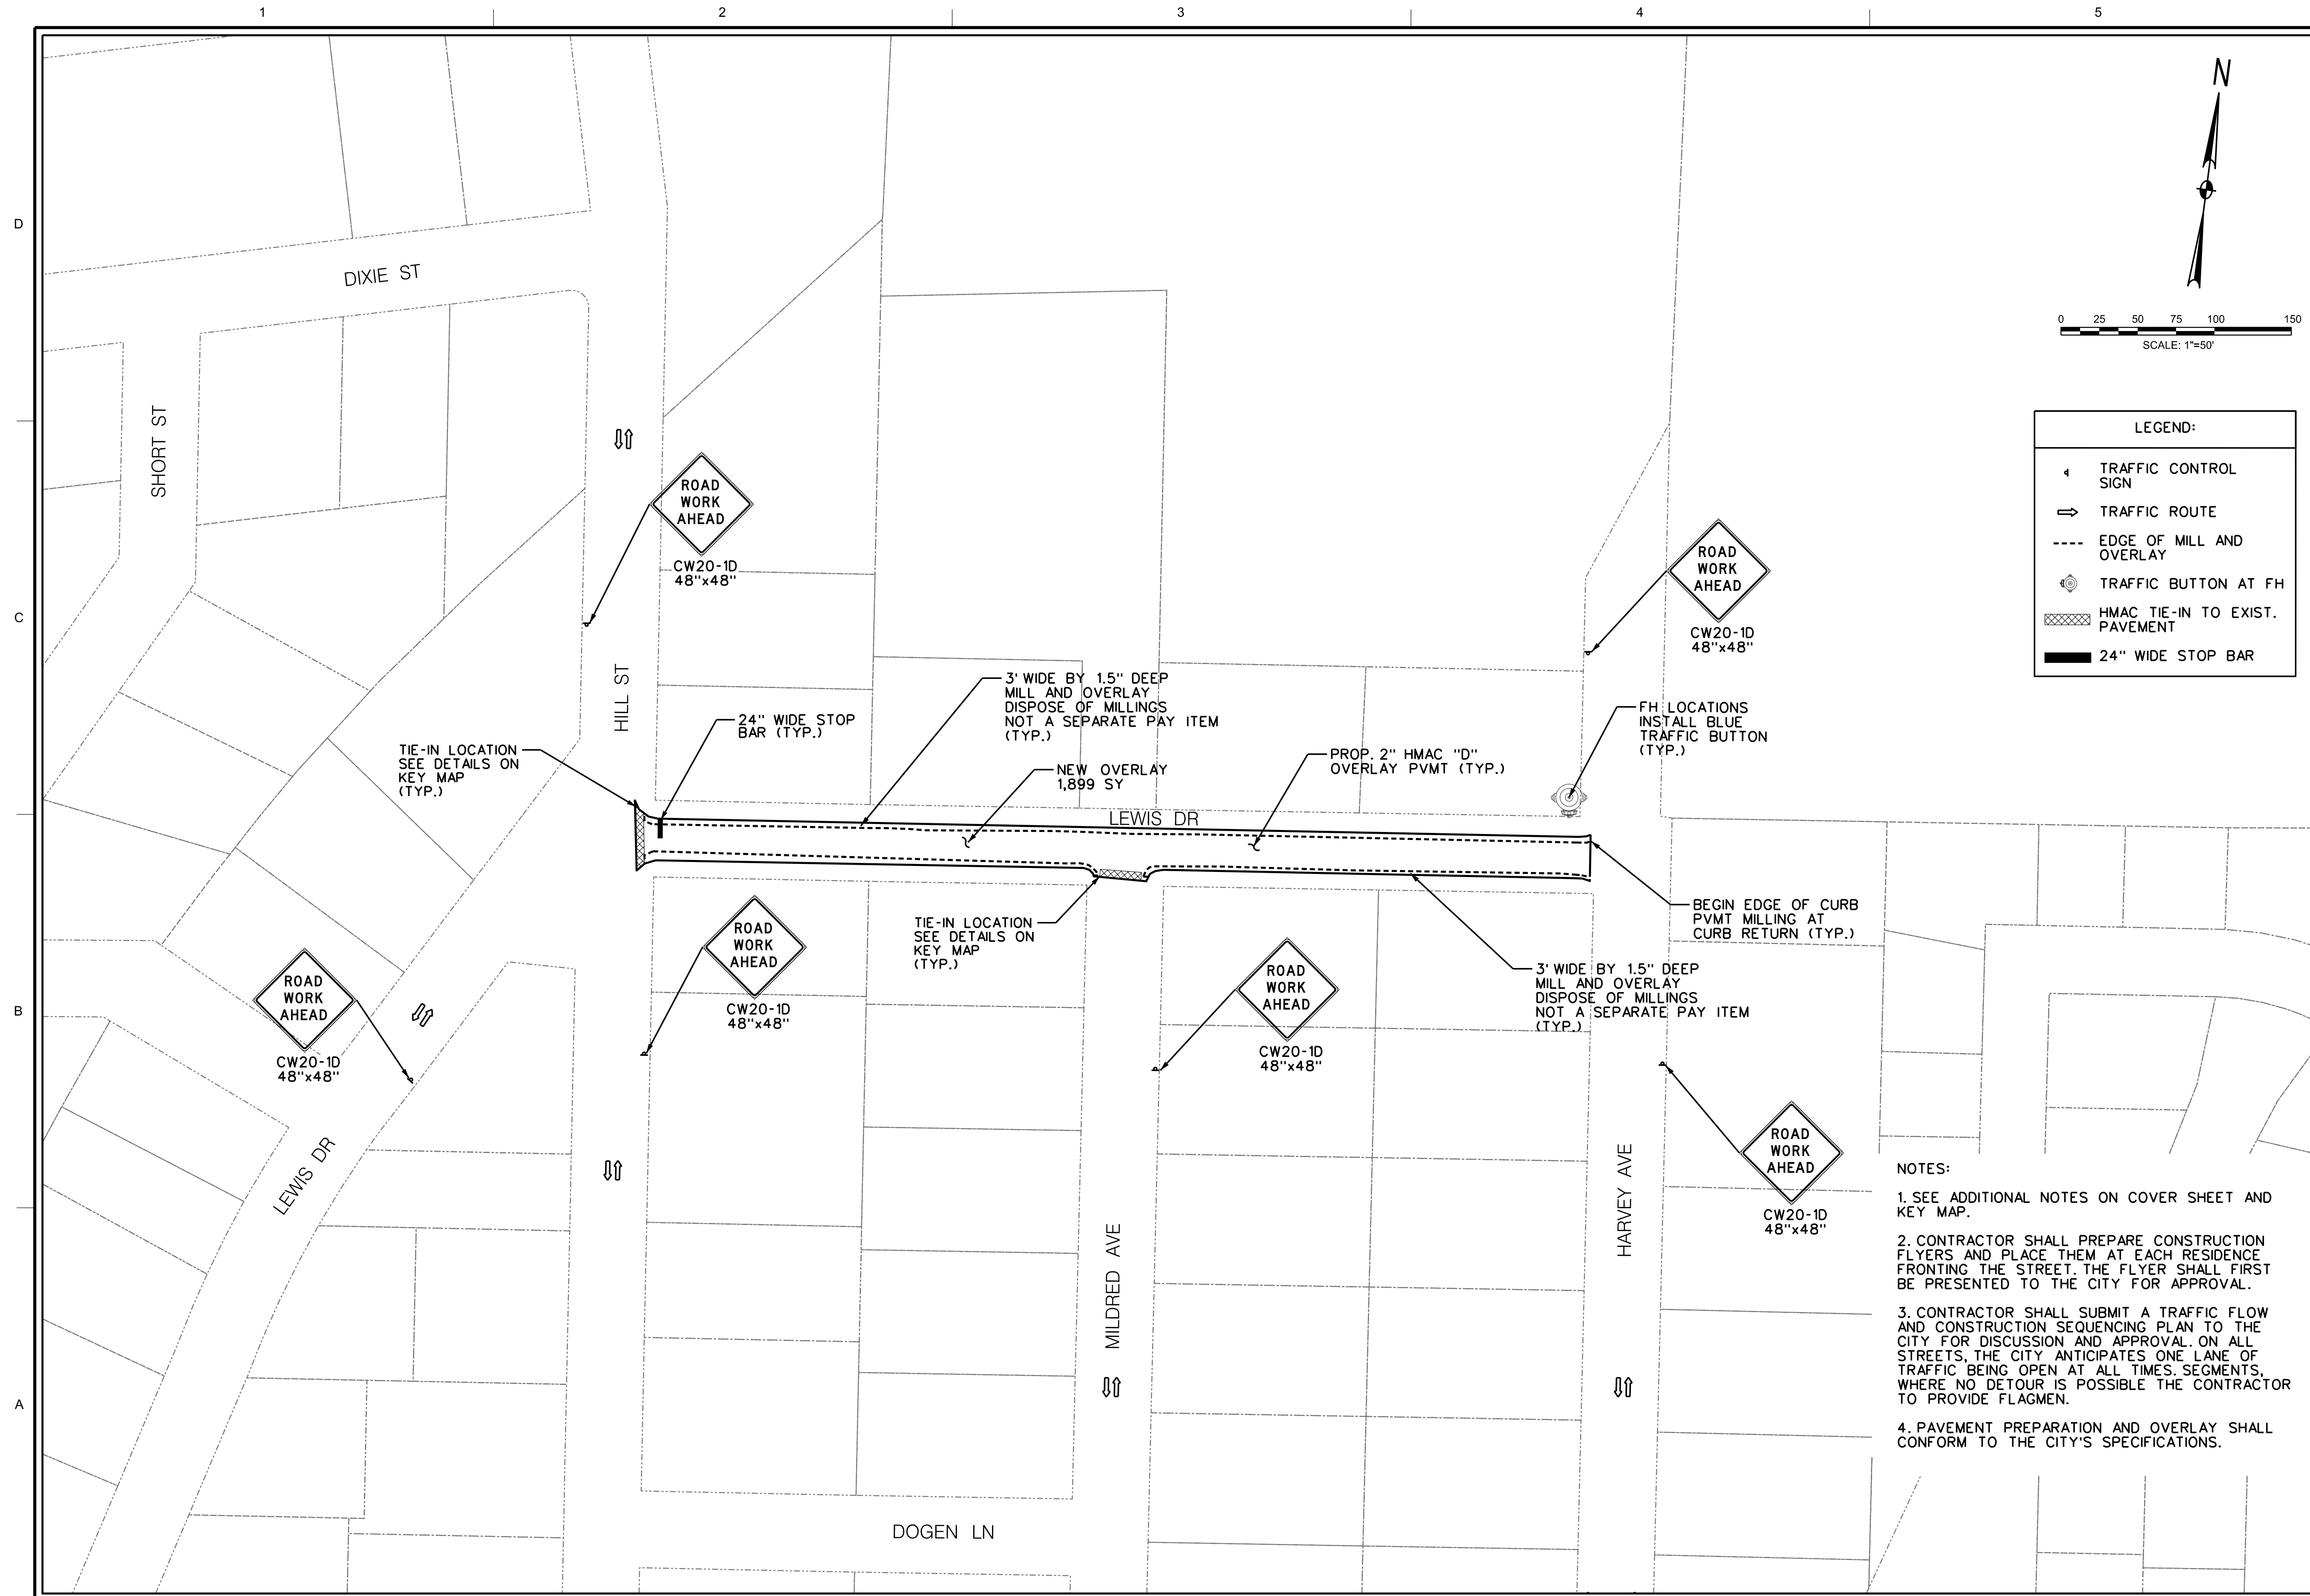 1 2 3 4 5
D
C
B
A
N
0 25 50 75 100 150
SCALE: 1"=50'
LEGEND:
TRAFFIC CONTROL
SIGN
TRAFFIC ROUTE
EDGE OF MILL AND
OVERLAY
TRAFFIC BUTTON AT FH
HMAC TIE-IN TO EXIST.
PAVEMENT
24" WIDE STOP BAR
DIXIE ST
SHORT ST
HILL ST
ROAD
WORK
AHEAD
CW20-1D
48"x48"
ROAD
WORK
AHEAD
CW20-1D
48"x48"
3' WIDE BY 1.5" DEEP
MILL AND OVERLAY
DISPOSE OF MILLINGS
NOT A SEPARATE PAY ITEM
(TYP.)
24" WIDE STOP
BAR (TYP.)
TIE-IN LOCATION
SEE DETAILS ON
KEY MAP
(TYP.)
NEW OVERLAY
1,899 SY
PROP. 2" HMAC "D"
OVERLAY PVMT (TYP.)
FH LOCATIONS
INSTALL BLUE
TRAFFIC BUTTON
(TYP.)
LEWIS DR
BEGIN EDGE OF CURB
PVMT MILLING AT
CURB RETURN (TYP.)
TIE-IN LOCATION
SEE DETAILS ON
KEY MAP
(TYP.)
3' WIDE BY 1.5" DEEP
MILL AND OVERLAY
DISPOSE OF MILLINGS
NOT A SEPARATE PAY ITEM
(TYP.)
ROAD
WORK
AHEAD
CW20-1D
48"x48"
ROAD
WORK
AHEAD
CW20-1D
48"x48"
ROAD
WORK
AHEAD
CW20-1D
48"x48"
ROAD
WORK
AHEAD
CW20-1D
48"x48"
LEWIS DR
MILDRED AVE
HARVEY AVE
DOGEN LN
NOTES:
1. SEE ADDITIONAL NOTES ON COVER SHEET AND
KEY MAP.
2. CONTRACTOR SHALL PREPARE CONSTRUCTION
FLYERS AND PLACE THEM AT EACH RESIDENCE
FRONTING THE STREET. THE FLYER SHALL FIRST
BE PRESENTED TO THE CITY FOR APPROVAL.
3. CONTRACTOR SHALL SUBMIT A TRAFFIC FLOW
AND CONSTRUCTION SEQUENCING PLAN TO THE
CITY FOR DISCUSSION AND APPROVAL. ON ALL
STREETS, THE CITY ANTICIPATES ONE LANE OF
TRAFFIC BEING OPEN AT ALL TIMES. SEGMENTS,
WHERE NO DETOUR IS POSSIBLE THE CONTRACTOR
TO PROVIDE FLAGMEN.
4. PAVEMENT PREPARATION AND OVERLAY SHALL
CONFORM TO THE CITY'S SPECIFICATIONS.